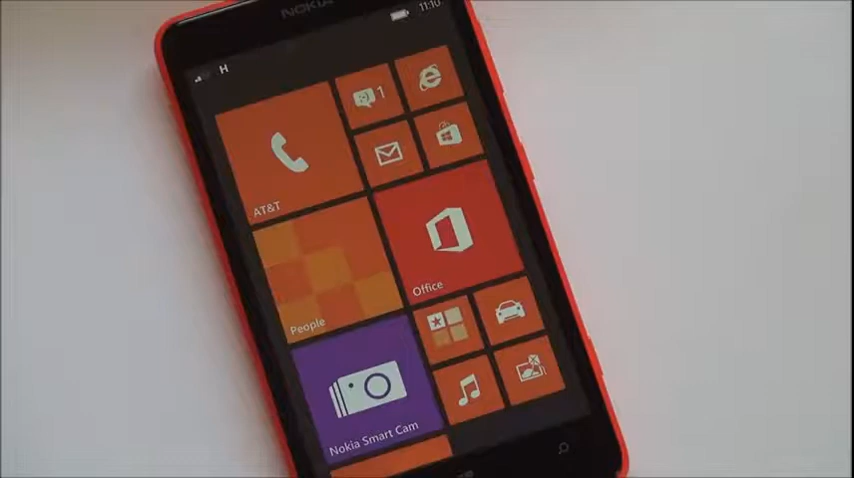 NOKIA
11:10
H
1
AT&T
People
Office
Nokia Smart Cam